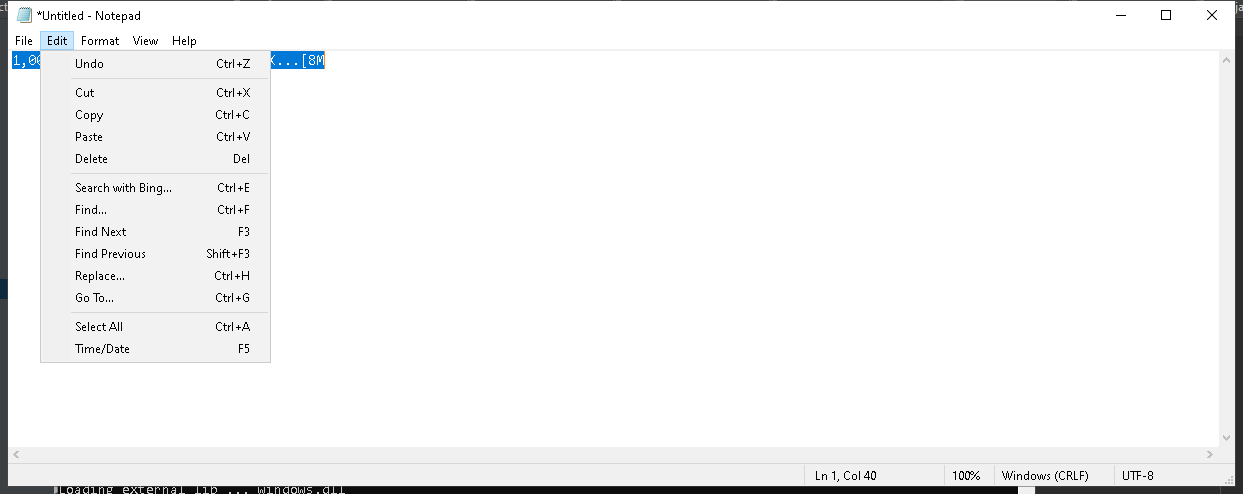 *Untitled - Notepad
File Edit Format View Help
1,00
X...[8M
Undo Ctrl+Z
Cut Ctrl+X
Copy Ctrl+C
Paste Ctrl+V
Delete Del
Search with Bing... Ctrl+E
Find... Ctrl+F
Find Next F3
Find Previous Shift+F3
Replace... Ctrl+H
Go To... Ctrl+G
Select All Ctrl+A
Time/Date F5
Ln 1, Col 40 100% Windows (CRLF) UTF-8
Loading external lib ... windows.dll